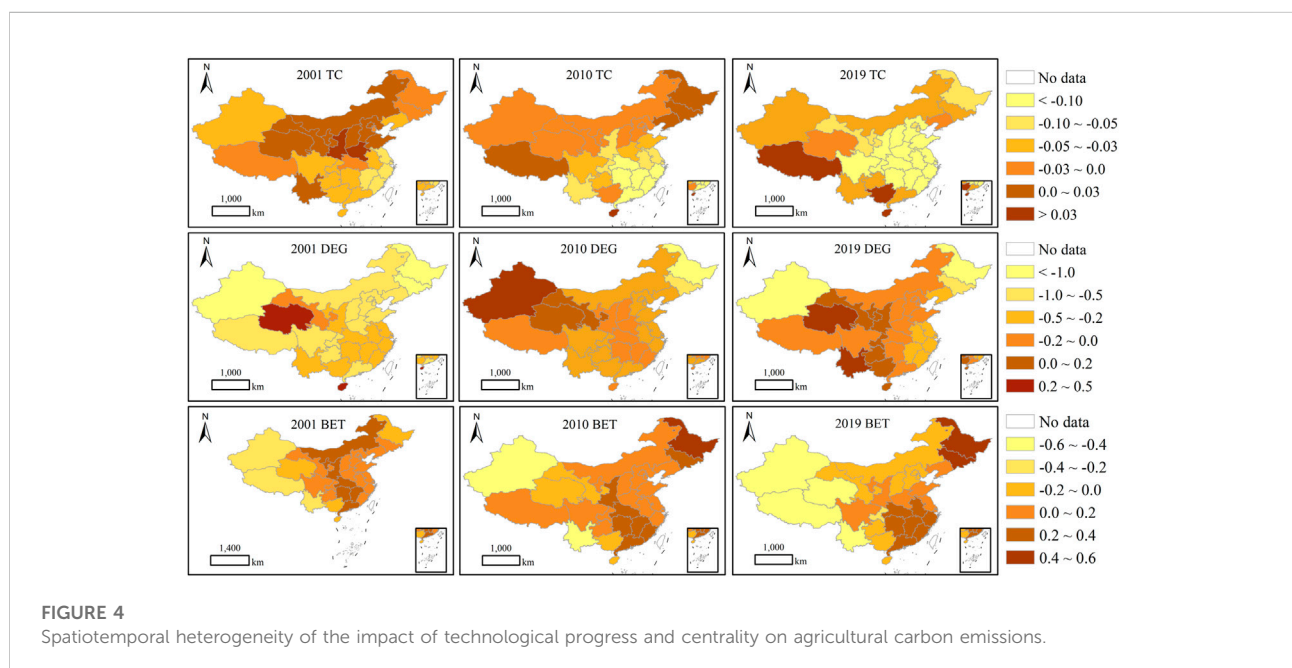 N
2001 TC
1,000
km
N
2010 TC
1,000
km
N
2019 TC
1,000
km
No data
< -0.10
-0.10 ~ -0.05
-0.05 ~ -0.03
-0.03 ~ 0.0
0.0 ~ 0.03
> 0.03
N
2001 DEG
1,000
km
N
2010 DEG
1,000
km
N
2019 DEG
1,000
km
No data
< -1.0
-1.0 ~ -0.5
-0.5 ~ -0.2
-0.2 ~ 0.0
0.0 ~ 0.2
0.2 ~ 0.5
N
2001 BET
1,400
km
N
2010 BET
1,000
km
N
2019 BET
1,000
km
No data
-0.6 ~ -0.4
-0.4 ~ -0.2
-0.2 ~ 0.0
0.0 ~ 0.2
0.2 ~ 0.4
0.4 ~ 0.6
FIGURE 4
Spatiotemporal heterogeneity of the impact of technological progress and centrality on agricultural carbon emissions.